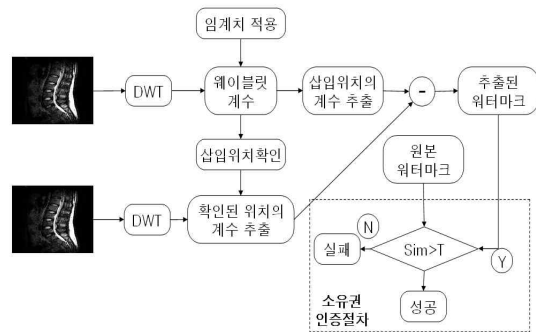 임계치 적용
DWT
웨이블릿
계수
삽입위치의
계수 추출
-
추출된
워터마크
삽입위치확인
원본
워터마크
DWT
확인된 위치의
계수 추출
N
실패
Sim>T
Y
성공
소유권
인증절차